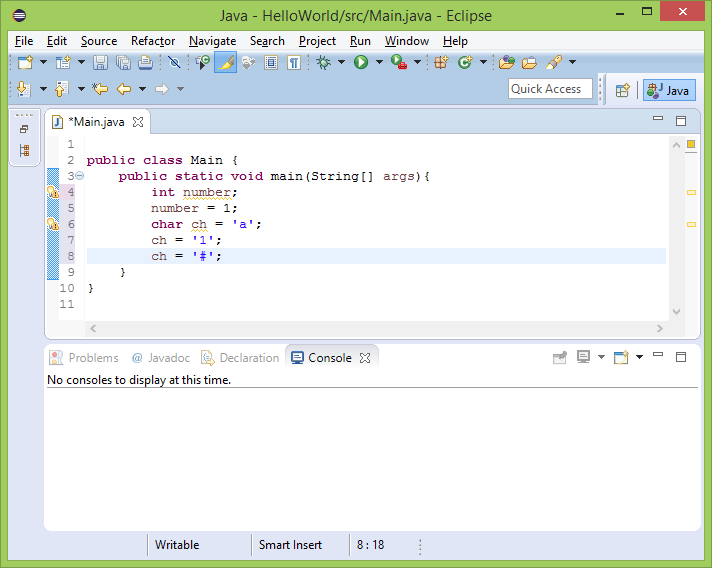 Java - HelloWorld/src/Main.java - Eclipse
File Edit Source Refactor Navigate Search Project Run Window Help
Quick Access
Java
*Main.java
1
2 public class Main {
3 public static void main(String[] args){
4 int number;
5 number = 1;
6 char ch = 'a';
7 ch = '1';
8 ch = '#';
9 }
10 }
11
Problems @ Javadoc Declaration Console
No consoles to display at this time.
Writable Smart Insert 8 : 18